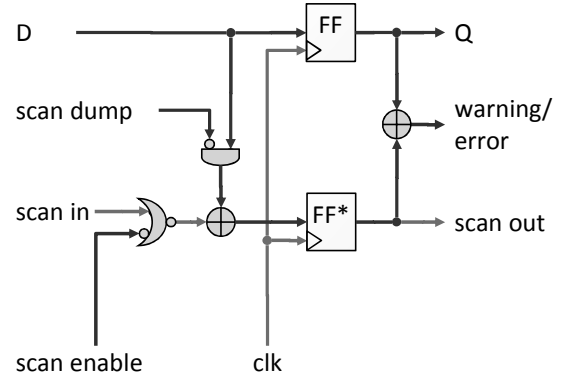 D
FF
Q
scan dump
warning/
error
scan in
FF*
scan out
scan enable
clk